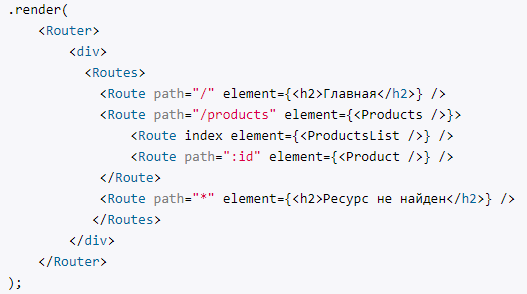 .render(
    <Router>
        <div>
          <Routes>
            <Route path="/" element={<h2>Главная</h2>} />
            <Route path="/products" element={<Products />}>
                <Route index element={<ProductsList />} />
                <Route path=":id" element={<Product />} />
            </Route>
            <Route path="*" element={<h2>Ресурс не найден</h2>} />
           </Routes>
        </div>
    </Router>
);